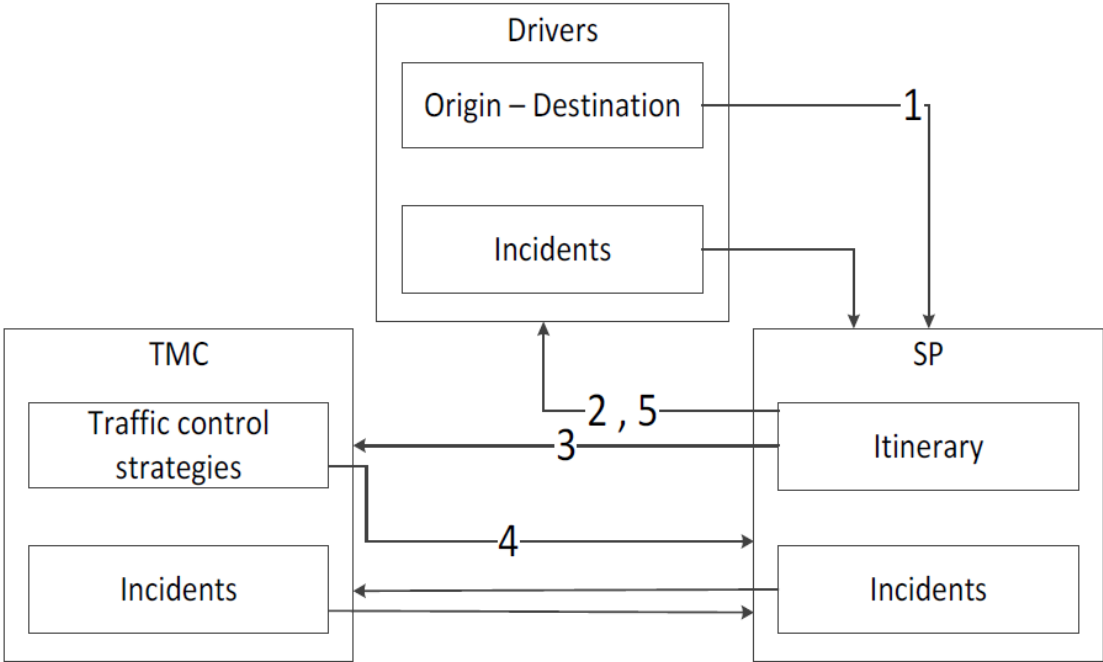 Drivers
Origin – Destination
1
Incidents
TMC
SP
Traffic control
strategies
2 , 5
3
Itinerary
4
Incidents
Incidents